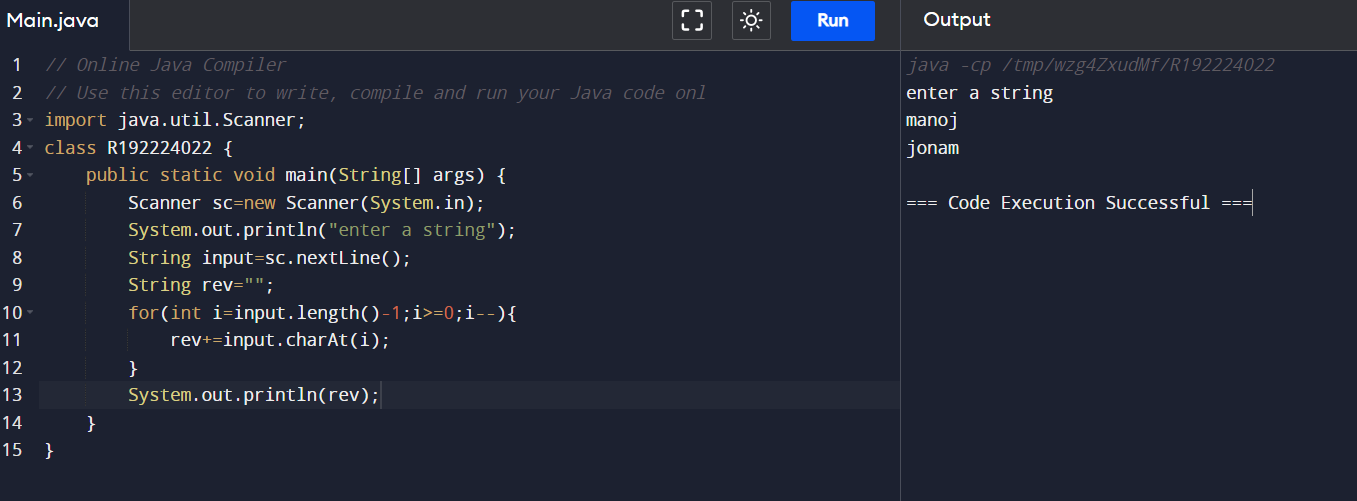 Main.java
Run
Output
1 // Online Java Compiler
2 // Use this editor to write, compile and run your Java code onl
3 import java.util.Scanner;
4 class R192224022 {
5 public static void main(String[] args) {
6 Scanner sc=new Scanner(System.in);
7 System.out.println("enter a string");
8 String input=sc.nextLine();
9 String rev="";
10 for(int i=input.length()-1;i>=0;i--){
11 rev+=input.charAt(i);
12 }
13 System.out.println(rev);
14 }
15 }
java -cp /tmp/wzg4ZxudMf/R192224022
enter a string
manoj
jonam
=== Code Execution Successful ===